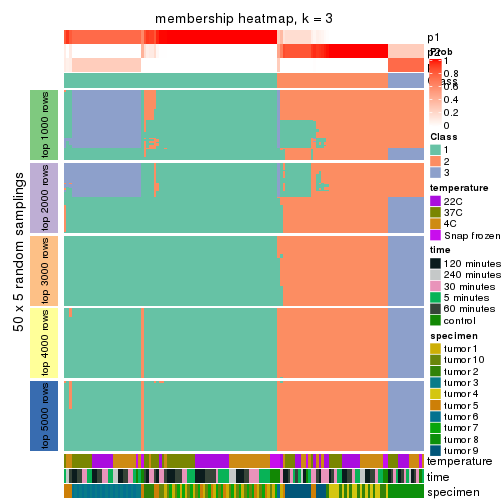 membership heatmap, k = 3
50 x 5 random samplings
top 1000 rows
top 2000 rows
top 3000 rows
top 4000 rows
top 5000 rows
p1
p2
temperature
time
specimen
Prob
1
0.8
0.6
0.4
0.2
0
Class
1
2
3
temperature
22C
37C
4C
Snap frozen
time
120 minutes
240 minutes
30 minutes
5 minutes
60 minutes
control
specimen
tumor 1
tumor 10
tumor 2
tumor 3
tumor 4
tumor 5
tumor 6
tumor 7
tumor 8
tumor 9